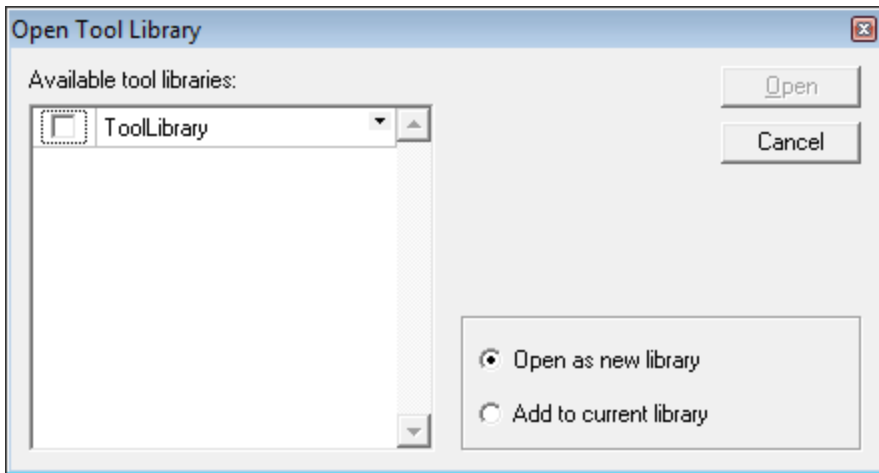 Open Tool Library
Available tool libraries:
ToolLibrary
Open
Cancel
Open as new library
Add to current library